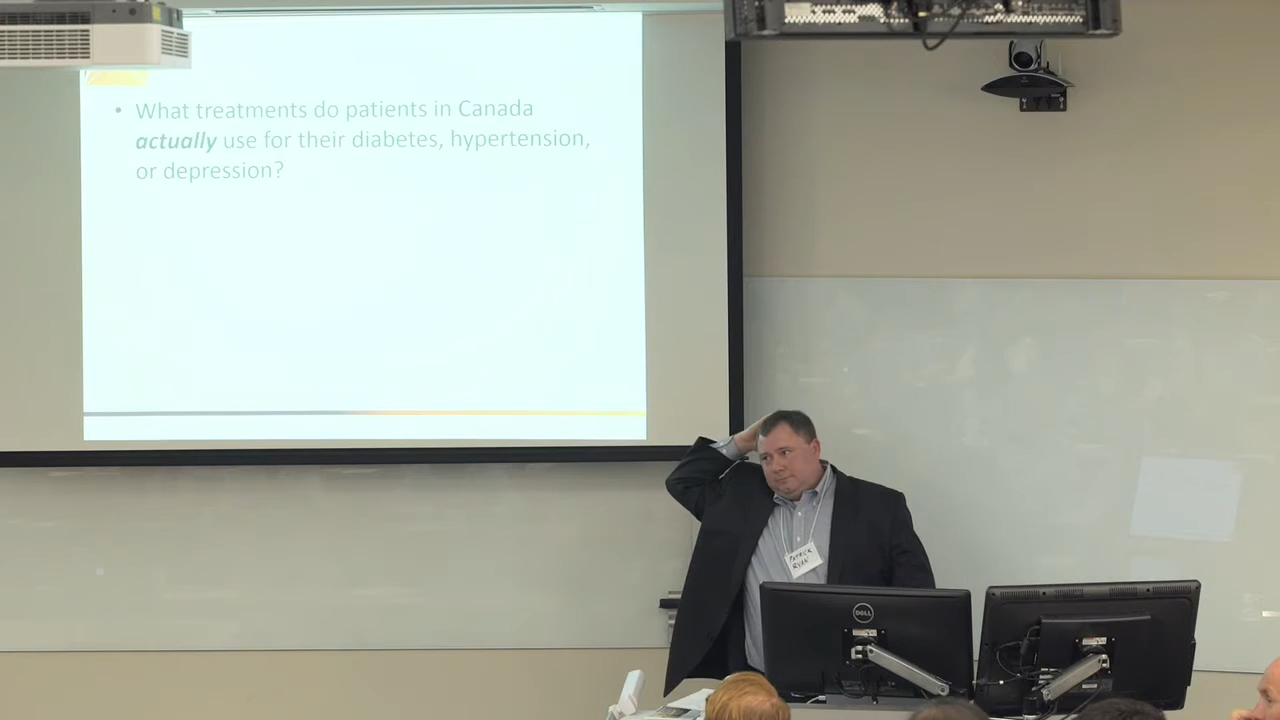 • What treatments do patients in Canada
actually use for their diabetes, hypertension,
or depression?
PATRICK
RYAN
DELL